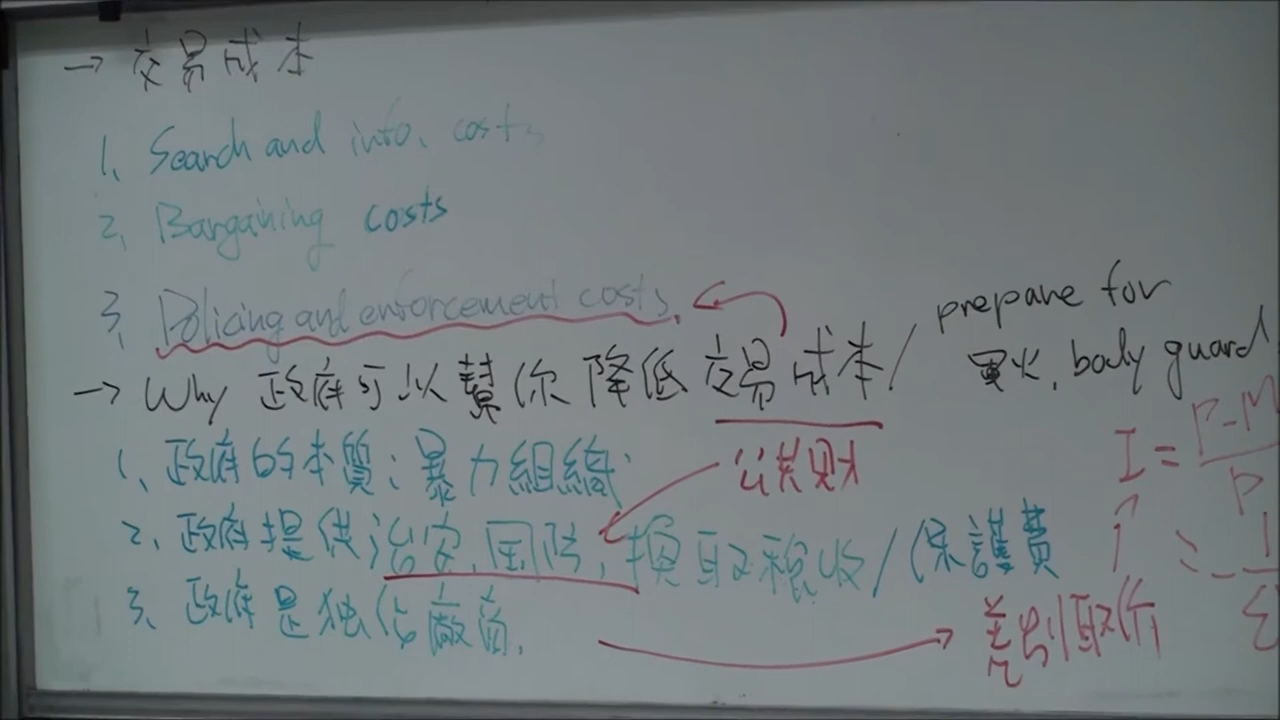 → 交易成本
1. Search and info. costs
2. Bargaining costs
3. Policing and enforcement costs.
→ Why 政府可以幫你降低交易成本/
prepare for
軍火, body guard
1. 政府的本質:暴力組織
公共財
2. 政府提供治安,国防,換取稅收/保護費
3. 政府是独佔廠商.
差別取价
I = P-M / P
= - 1 / ε